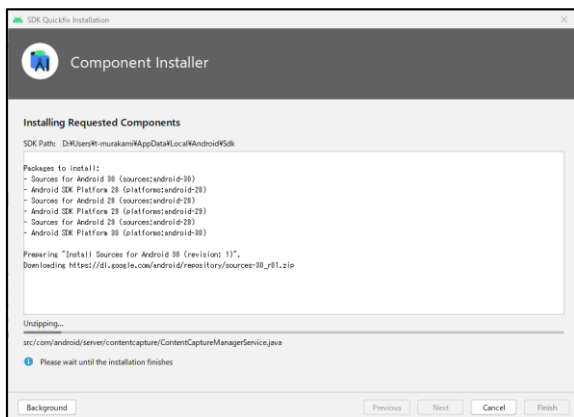 SDK Quickfix Installation
Component Installer
Installing Requested Components
SDK Path: D:¥Users¥t-murakami¥AppData¥Local¥Android¥Sdk
Packages to install:
- Sources for Android 30 (sources;android-30)
- Android SDK Platform 28 (platforms;android-28)
- Sources for Android 28 (sources;android-28)
- Android SDK Platform 29 (platforms;android-29)
- Sources for Android 29 (sources;android-29)
- Android SDK Platform 30 (platforms;android-30)
Preparing "Install Sources for Android 30 (revision: 1)".
Downloading https://dl.google.com/android/repository/sources-30_r01.zip
Unzipping...
src/com/android/server/contentcapture/ContentCaptureManagerService.java
Please wait until the installation finishes
Background Previous Next Cancel Finish